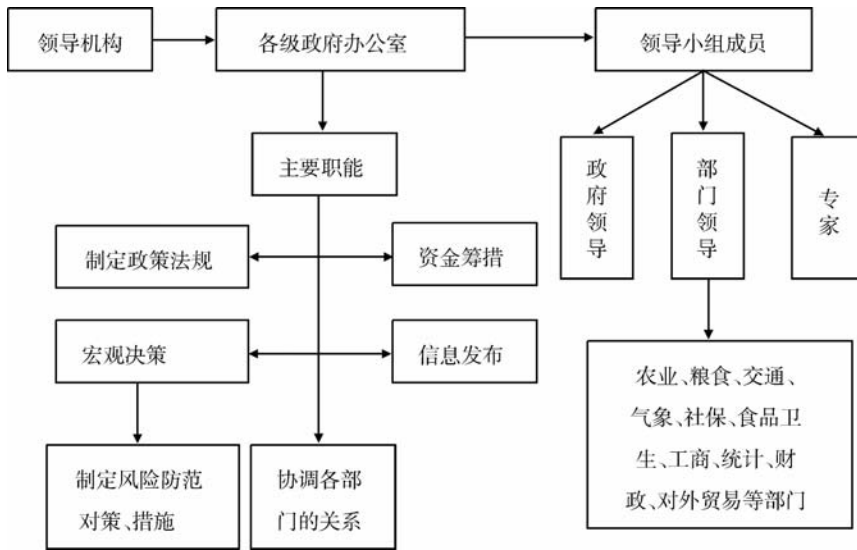 领导机构
各级政府办公室
领导小组成员
主要职能
政府领导
部门领导
专家
制定政策法规
资金筹措
宏观决策
信息发布
农业、粮食、交通、
气象、社保、食品卫
生、工商、统计、财
政、对外贸易等部门
制定风险防范
对策、措施
协调各部
门的关系